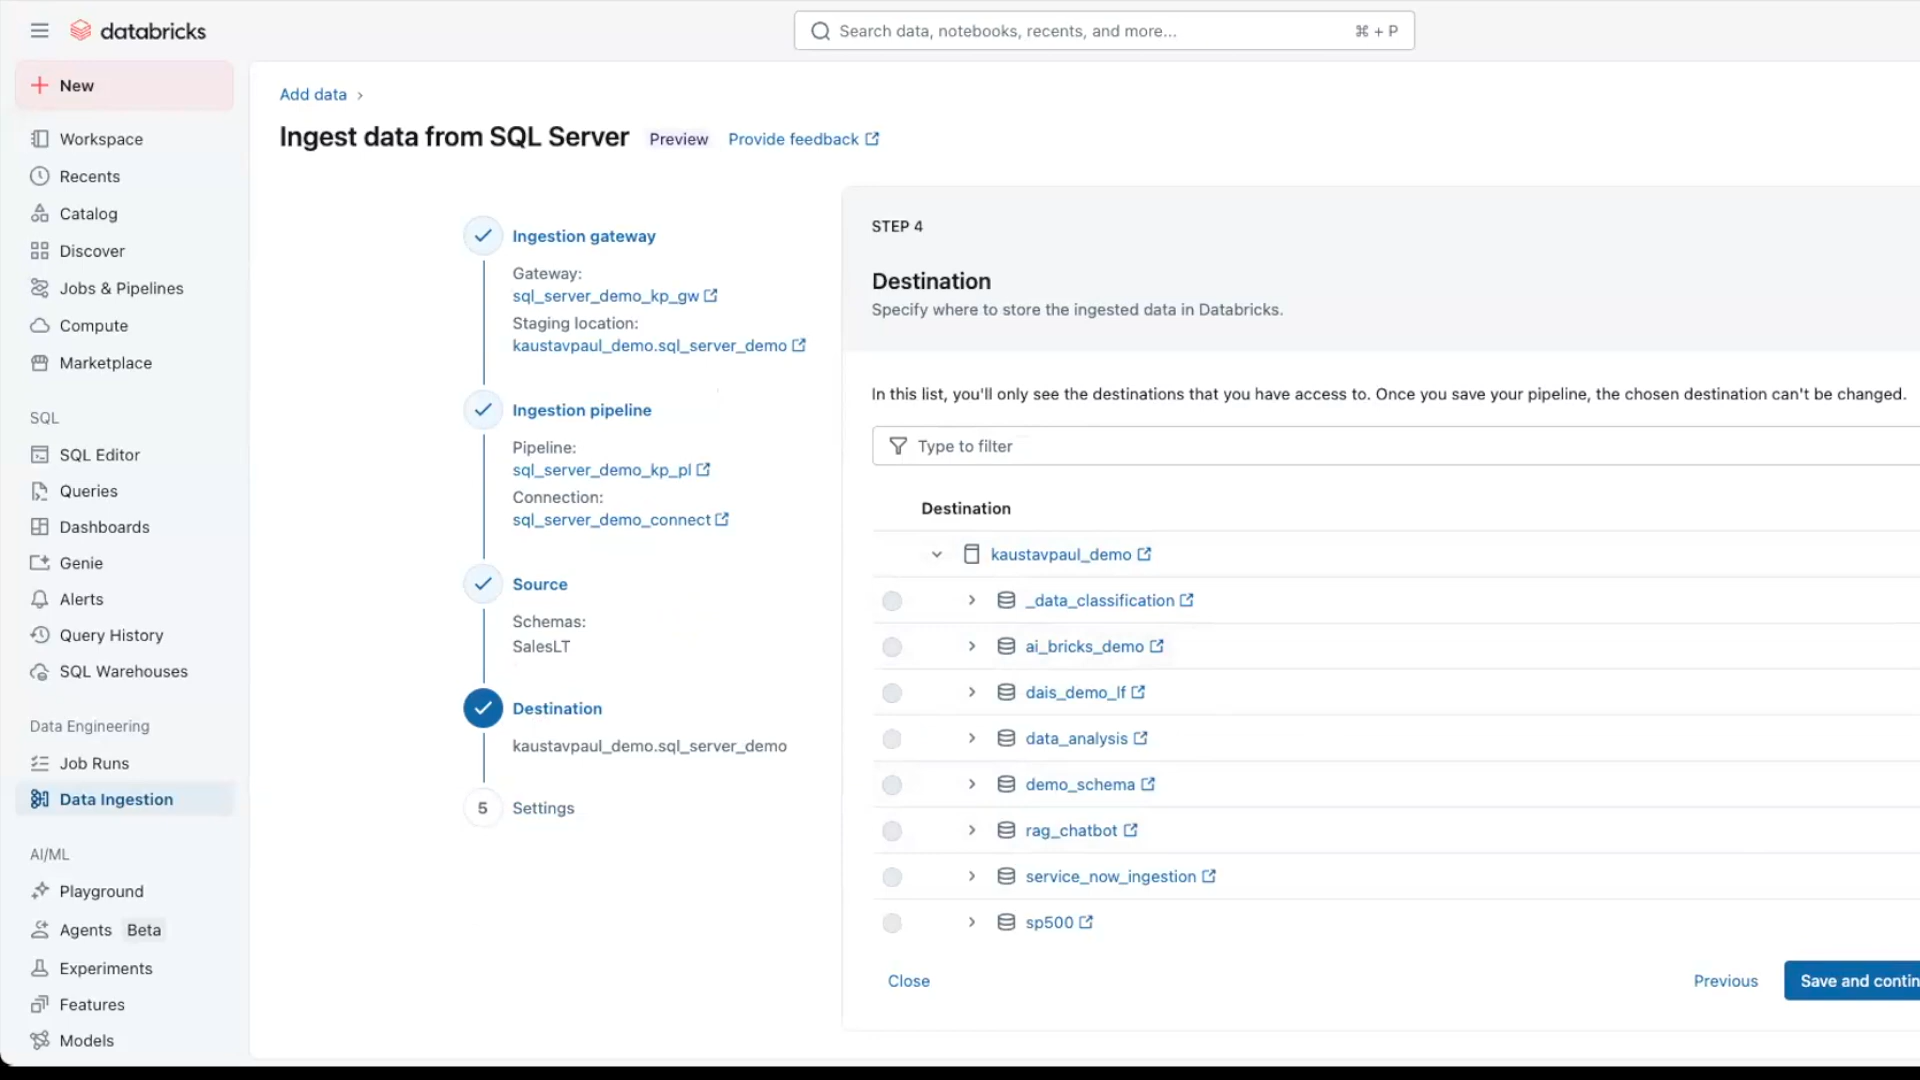 databricks
Search data, notebooks, recents, and more...
⌘ + P
New
Workspace
Recents
Catalog
Discover
Jobs & Pipelines
Compute
Marketplace
SQL
SQL Editor
Queries
Dashboards
Genie
Alerts
Query History
SQL Warehouses
Data Engineering
Job Runs
Data Ingestion
AI/ML
Playground
Agents Beta
Experiments
Features
Models
Add data ›
Ingest data from SQL Server Preview Provide feedback
Ingestion gateway
Gateway:
sql_server_demo_kp_gw
Staging location:
kaustavpaul_demo.sql_server_demo
Ingestion pipeline
Pipeline:
sql_server_demo_kp_pl
Connection:
sql_server_demo_connect
Source
Schemas:
SalesLT
Destination
kaustavpaul_demo.sql_server_demo
5 Settings
STEP 4
Destination
Specify where to store the ingested data in Databricks.
In this list, you'll only see the destinations that you have access to. Once you save your pipeline, the chosen destination can't be changed.
Type to filter
Destination
kaustavpaul_demo
_data_classification
ai_bricks_demo
dais_demo_lf
data_analysis
demo_schema
rag_chatbot
service_now_ingestion
sp500
Close
Previous
Save and contin